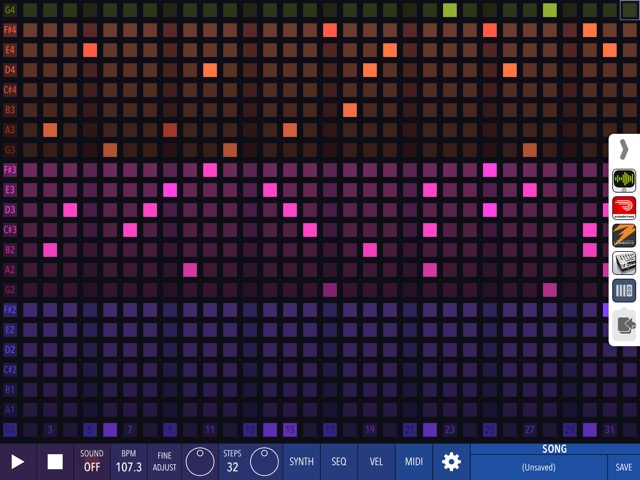 G4
F#4
E4
D4
C#4
B3
A3
G3
F#3
E3
D3
C#3
B2
A2
G2
F#2
E2
D2
C#2
B1
A1
G1 3 5 7 9 11 13 15 17 19 21 23 25 27 29 31
SOUND OFF
BPM 107.3
FINE ADJUST
STEPS 32
SYNTH
SEQ
VEL
MIDI
SONG
(Unsaved)
SAVE